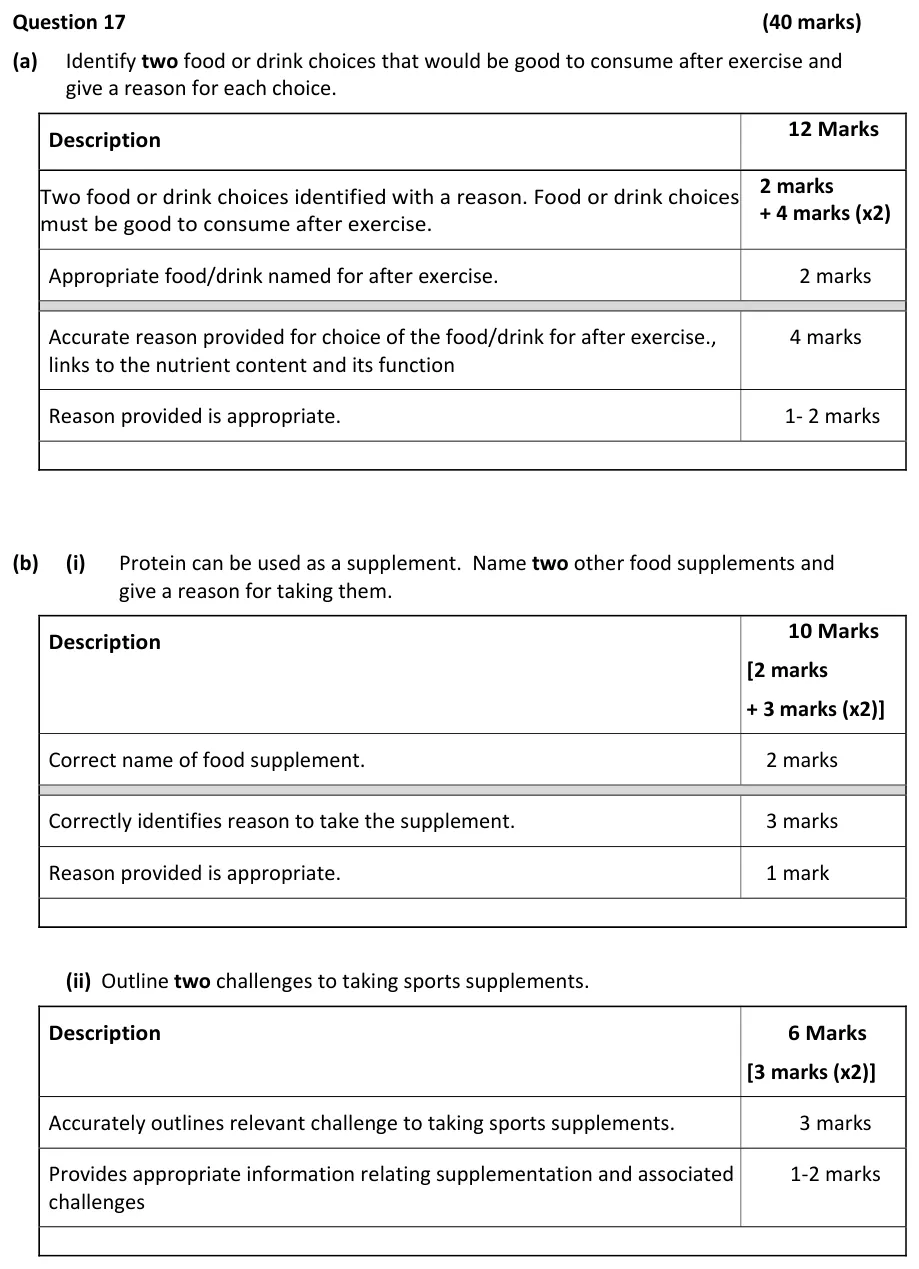 Question 17 (40 marks)
(a) Identify two food or drink choices that would be good to consume after exercise and
give a reason for each choice.
Description 12 Marks
Two food or drink choices identified with a reason. Food or drink choices
must be good to consume after exercise.
2 marks
+ 4 marks (x2)
Appropriate food/drink named for after exercise. 2 marks
Accurate reason provided for choice of the food/drink for after exercise.,
links to the nutrient content and its function
4 marks
Reason provided is appropriate. 1- 2 marks
(b) (i) Protein can be used as a supplement. Name two other food supplements and
give a reason for taking them.
Description 10 Marks
[2 marks
+ 3 marks (x2)]
Correct name of food supplement. 2 marks
Correctly identifies reason to take the supplement. 3 marks
Reason provided is appropriate. 1 mark
(ii) Outline two challenges to taking sports supplements.
Description 6 Marks
[3 marks (x2)]
Accurately outlines relevant challenge to taking sports supplements. 3 marks
Provides appropriate information relating supplementation and associated
challenges
1-2 marks